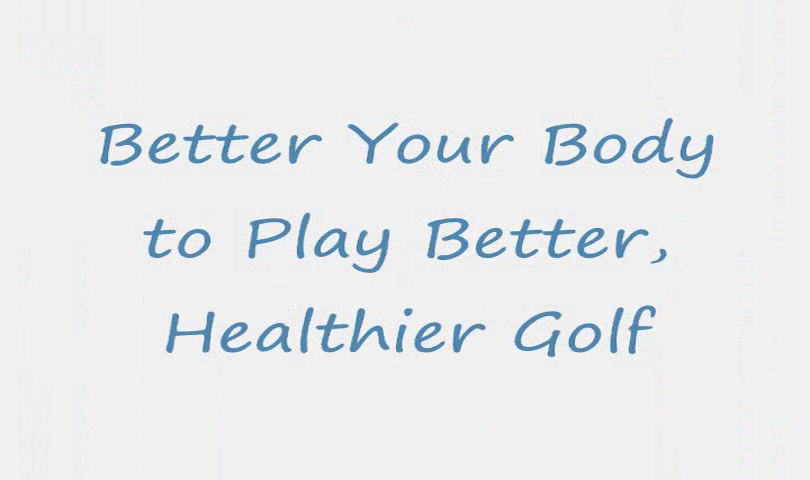 Better Your Body
to Play Better,
Healthier Golf